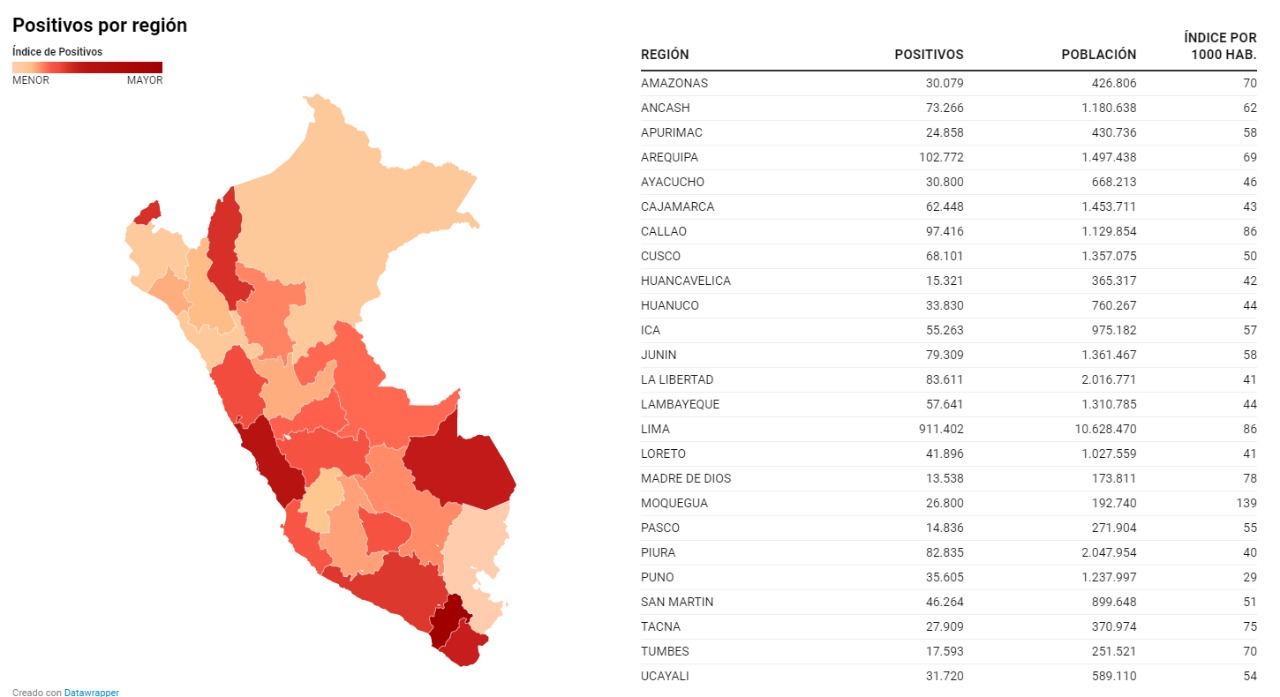 Positivos por región
Índice de Positivos
MENOR MAYOR
REGIÓN POSITIVOS POBLACIÓN ÍNDICE POR 1000 HAB.
AMAZONAS 30.079 426.806 70
ANCASH 73.266 1.180.638 62
APURIMAC 24.858 430.736 58
AREQUIPA 102.772 1.497.438 69
AYACUCHO 30.800 668.213 46
CAJAMARCA 62.448 1.453.711 43
CALLAO 97.416 1.129.854 86
CUSCO 68.101 1.357.075 50
HUANCAVELICA 15.321 365.317 42
HUANUCO 33.830 760.267 44
ICA 55.263 975.182 57
JUNIN 79.309 1.361.467 58
LA LIBERTAD 83.611 2.016.771 41
LAMBAYEQUE 57.641 1.310.785 44
LIMA 911.402 10.628.470 86
LORETO 41.896 1.027.559 41
MADRE DE DIOS 13.538 173.811 78
MOQUEGUA 26.800 192.740 139
PASCO 14.836 271.904 55
PIURA 82.835 2.047.954 40
PUNO 35.605 1.237.997 29
SAN MARTIN 46.264 899.648 51
TACNA 27.909 370.974 75
TUMBES 17.593 251.521 70
UCAYALI 31.720 589.110 54
Creado con Datawrapper